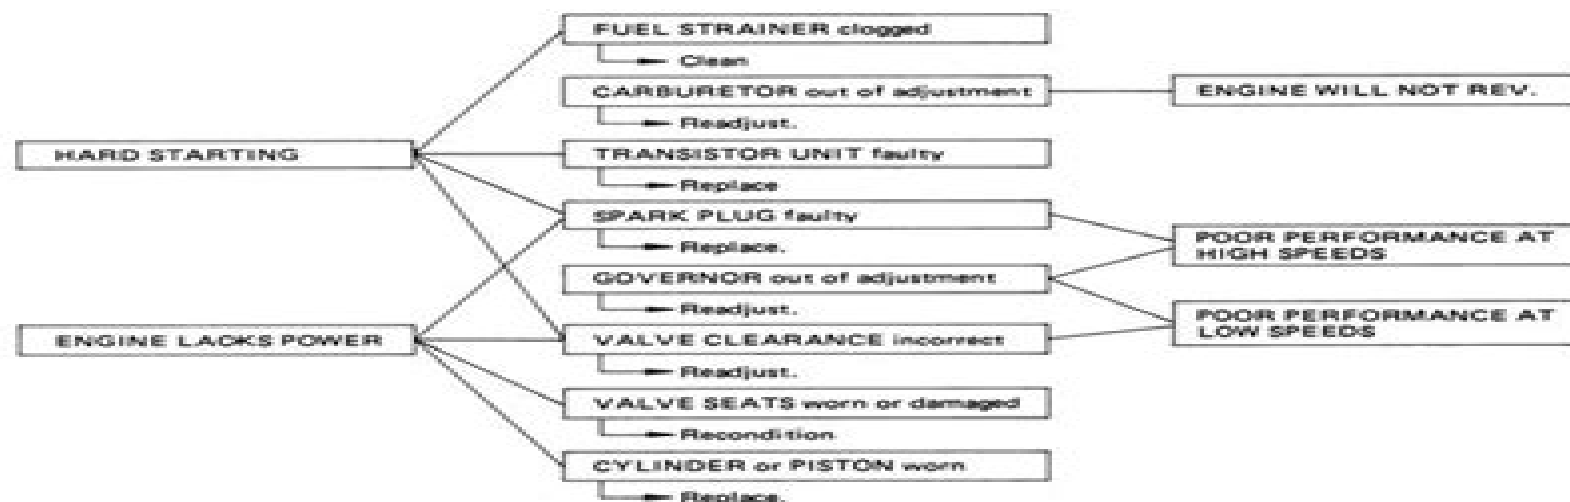 FUEL STRAINER clogged
Clean
CARBURETOR out of adjustment
ENGINE WILL NOT REV.
Readjust.
HARD STARTING
TRANSISTOR UNIT faulty
Replace
SPARK PLUG faulty
Replace.
POOR PERFORMANCE AT
HIGH SPEEDS
GOVERNOR out of adjustment
Readjust.
POOR PERFORMANCE AT
LOW SPEEDS
ENGINE LACKS POWER
VALVE CLEARANCE incorrect
Readjust.
VALVE SEATS worn or damaged
Recondition
CYLINDER or PISTON worn
Replace.